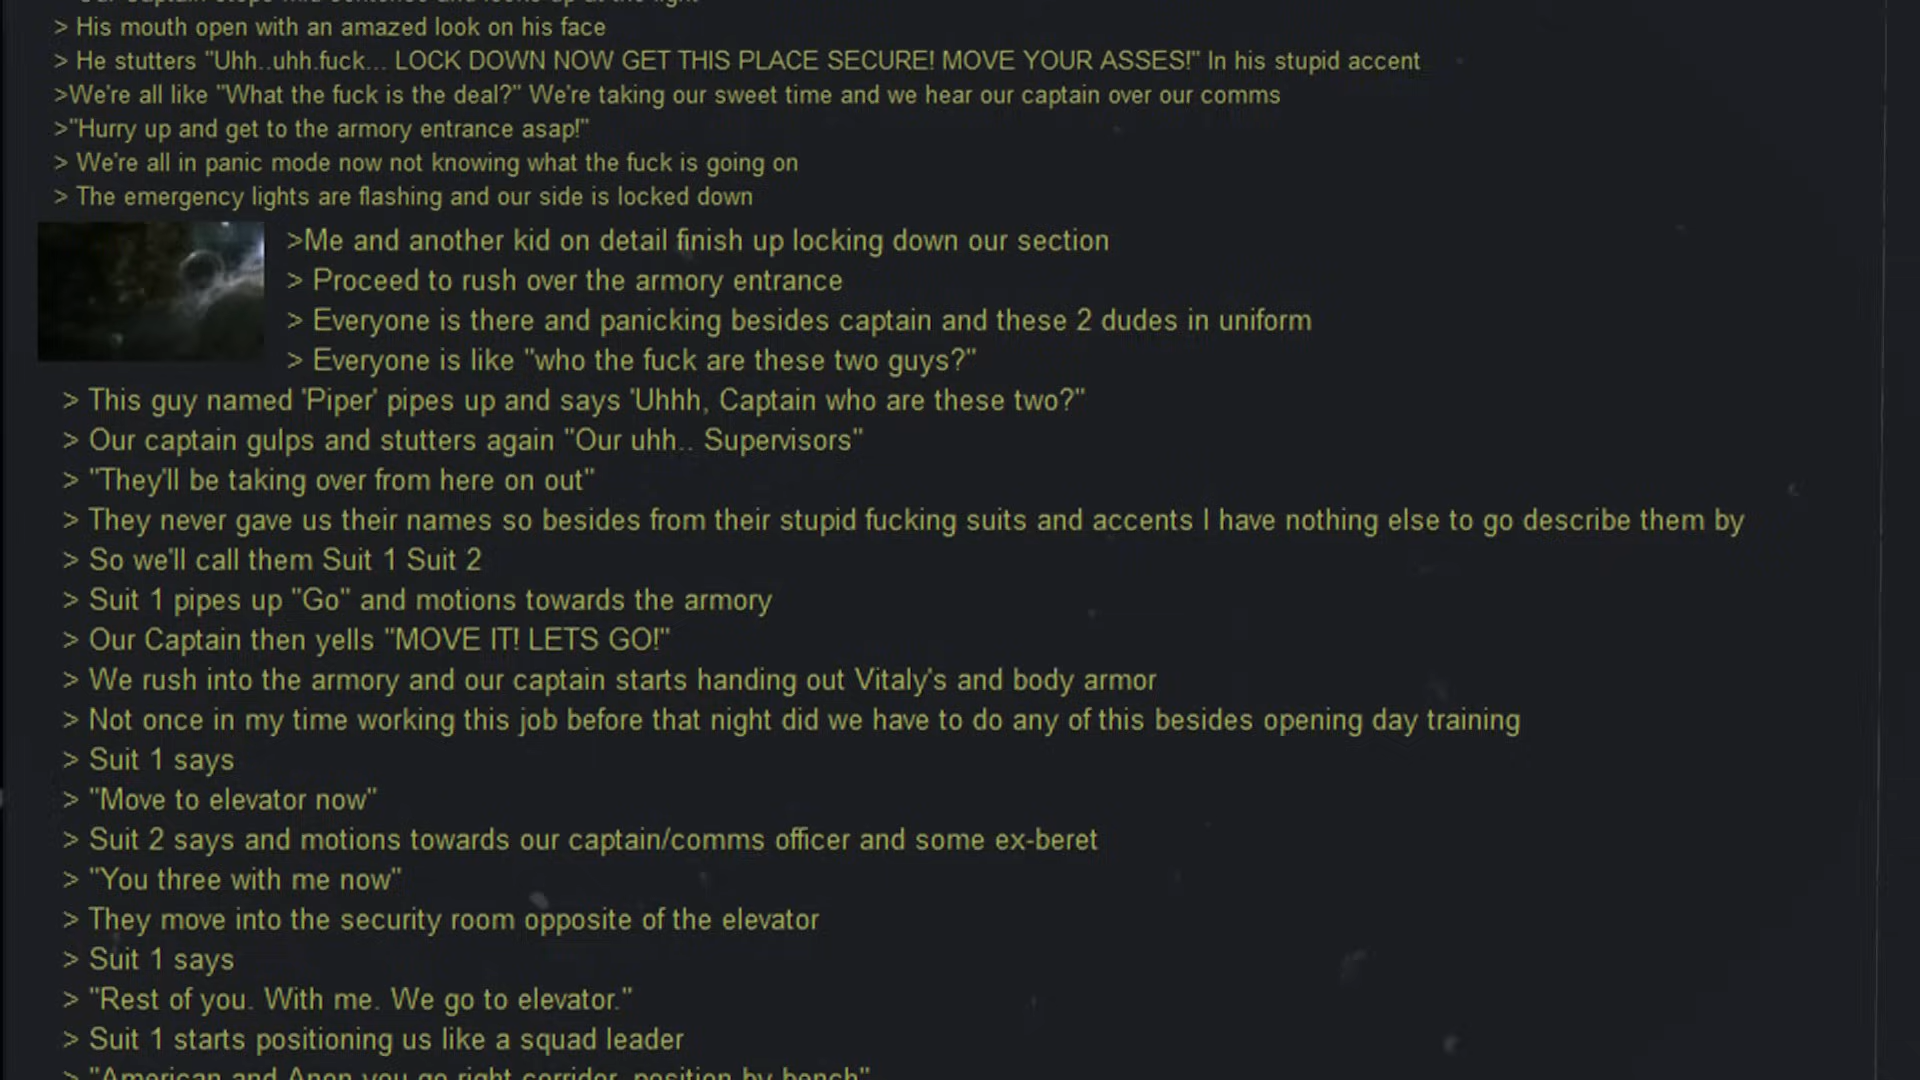 > His mouth open with an amazed look on his face
> He stutters "Uhh..uhh.fuck... LOCK DOWN NOW GET THIS PLACE SECURE! MOVE YOUR ASSES!" In his stupid accent
>We're all like "What the fuck is the deal?" We're taking our sweet time and we hear our captain over our comms
>"Hurry up and get to the armory entrance asap!"
> We're all in panic mode now not knowing what the fuck is going on
> The emergency lights are flashing and our side is locked down
>Me and another kid on detail finish up locking down our section
> Proceed to rush over the armory entrance
> Everyone is there and panicking besides captain and these 2 dudes in uniform
> Everyone is like "who the fuck are these two guys?"
> This guy named 'Piper' pipes up and says 'Uhhh, Captain who are these two?"
> Our captain gulps and stutters again "Our uhh.. Supervisors"
> "They'll be taking over from here on out"
> They never gave us their names so besides from their stupid fucking suits and accents I have nothing else to go describe them by
> So we'll call them Suit 1 Suit 2
> Suit 1 pipes up "Go" and motions towards the armory
> Our Captain then yells "MOVE IT! LETS GO!"
> We rush into the armory and our captain starts handing out Vitaly's and body armor
> Not once in my time working this job before that night did we have to do any of this besides opening day training
> Suit 1 says
> "Move to elevator now"
> Suit 2 says and motions towards our captain/comms officer and some ex-beret
> "You three with me now"
> They move into the security room opposite of the elevator
> Suit 1 says
> "Rest of you. With me. We go to elevator."
> Suit 1 starts positioning us like a squad leader
> "American and Anon you go right corridor, position by bench"